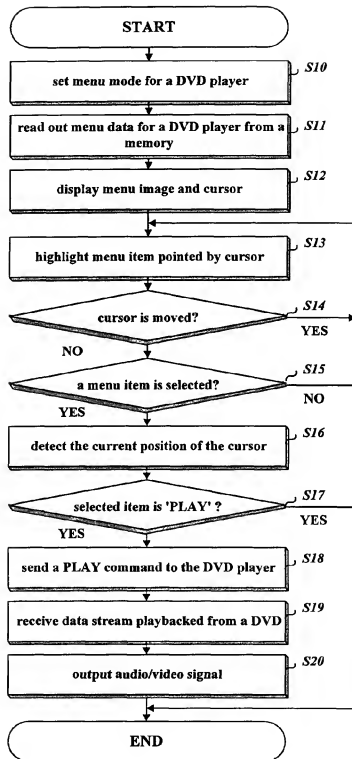 START
S10
set menu mode for a DVD player
S11
read out menu data for a DVD player from a
memory
S12
display menu image and cursor
S13
highlight menu item pointed by cursor
S14
cursor is moved?
YES
NO
S15
a menu item is selected?
NO
YES
S16
detect the current position of the cursor
S17
selected item is 'PLAY' ?
YES
YES
S18
send a PLAY command to the DVD player
S19
receive data stream playbacked from a DVD
S20
output audio/video signal
END